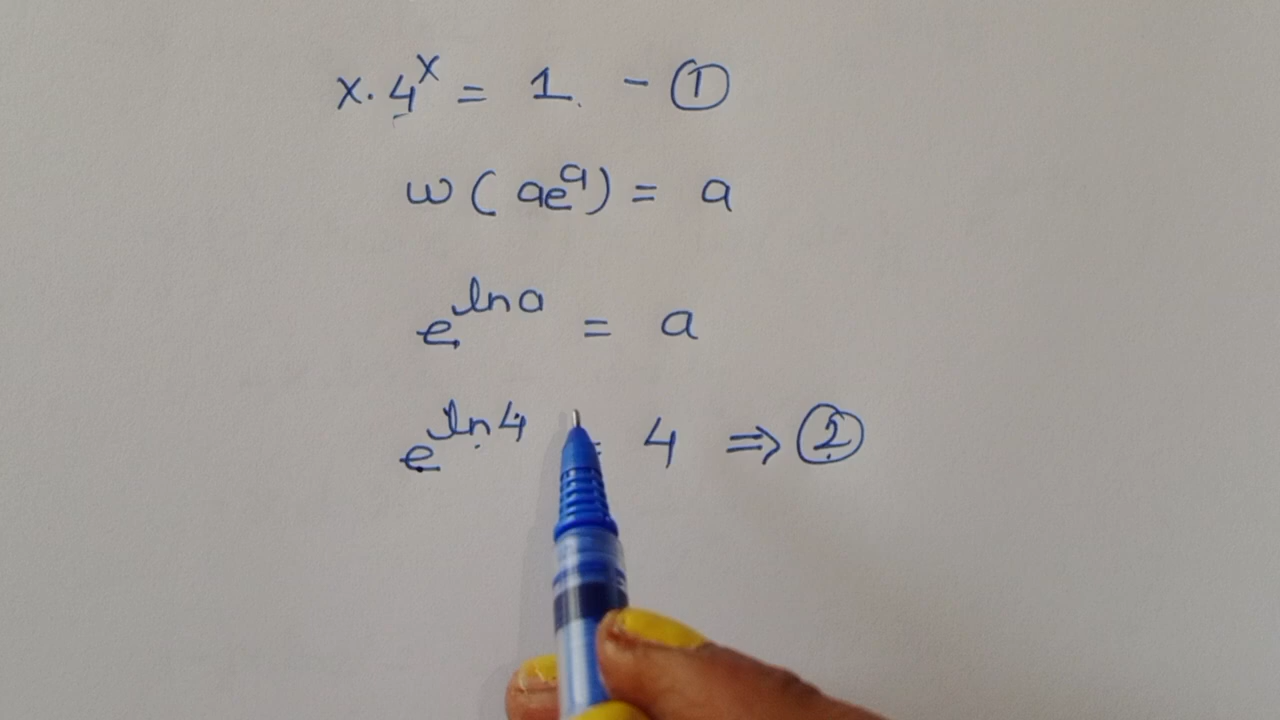 x. 4^x = 1. - ①
w ( ae^a ) = a
e^ln a = a
e^ln 4 = 4 ⇒ ②